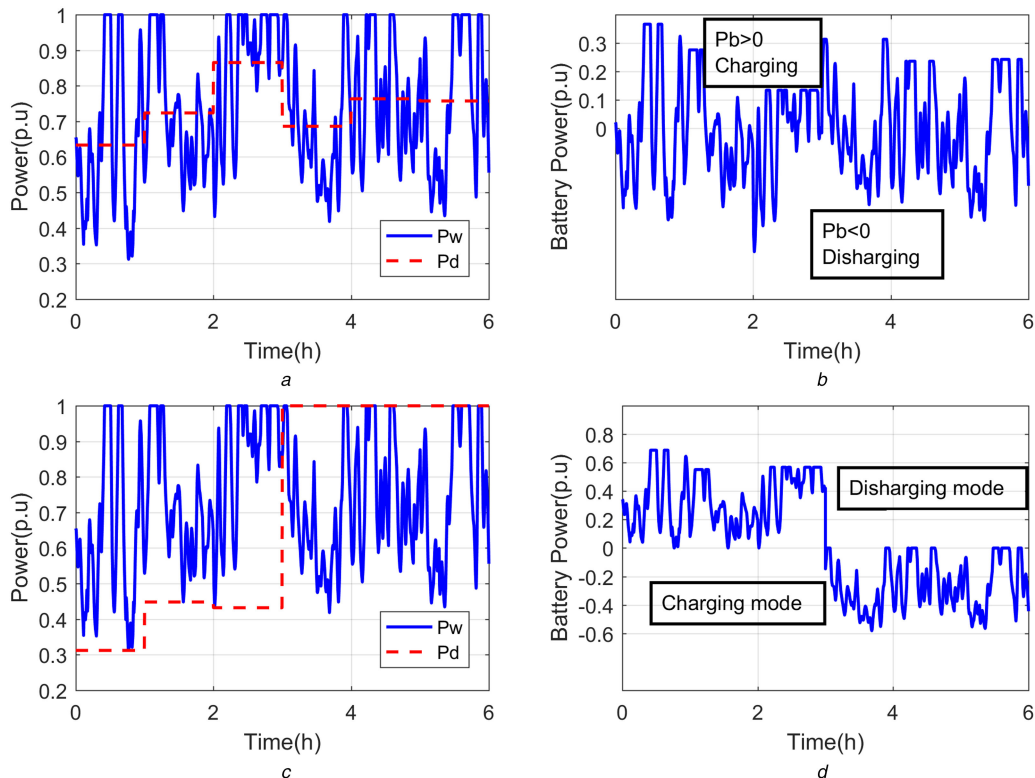 Power(p.u)
1
0.9
0.8
0.7
0.6
0.5
0.4
0.3
0.2
Pw
Pd
0
2
4
6
Time(h)
a
Battery Power(p.u)
0.3
0.1
0
Pb>0
Charging
Pb<0
Disharging
0
2
4
6
Time(h)
b
Power(p.u)
1
0.9
0.8
0.7
0.6
0.5
0.4
0.3
0.2
Pw
Pd
0
2
4
6
Time(h)
c
Battery Power(p.u)
0.8
0.6
0.4
0.2
0
-0.2
-0.4
-0.6
Disharging mode
Charging mode
0
2
4
6
Time(h)
d